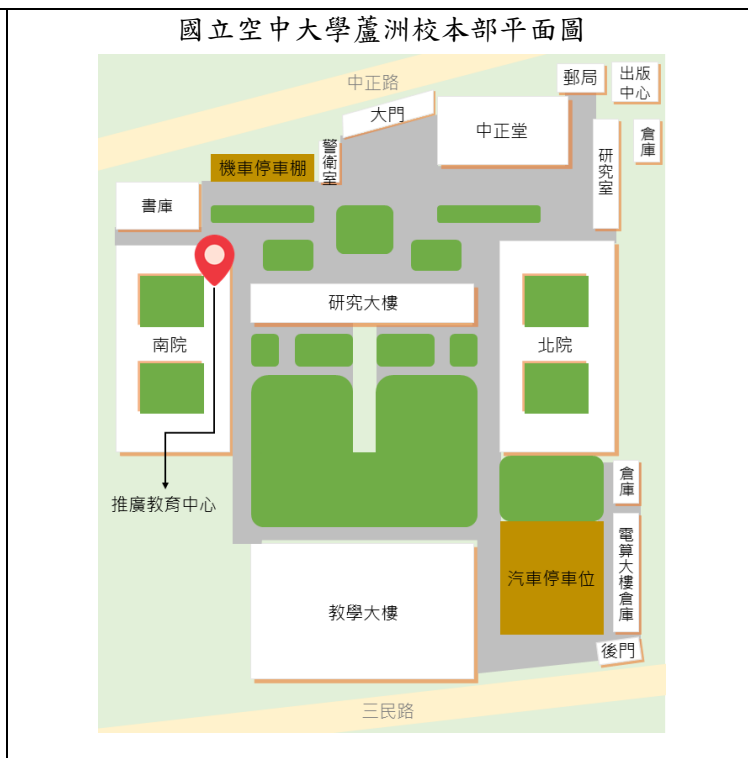 國立空中大學蘆洲校本部平面圖
中正路
郵局
出版
中心
大門
中正堂
倉庫
警衛室
研究室
機車停車棚
書庫
研究大樓
南院
北院
倉庫
推廣教育中心
電算大樓倉庫
汽車停車位
教學大樓
後門
三民路